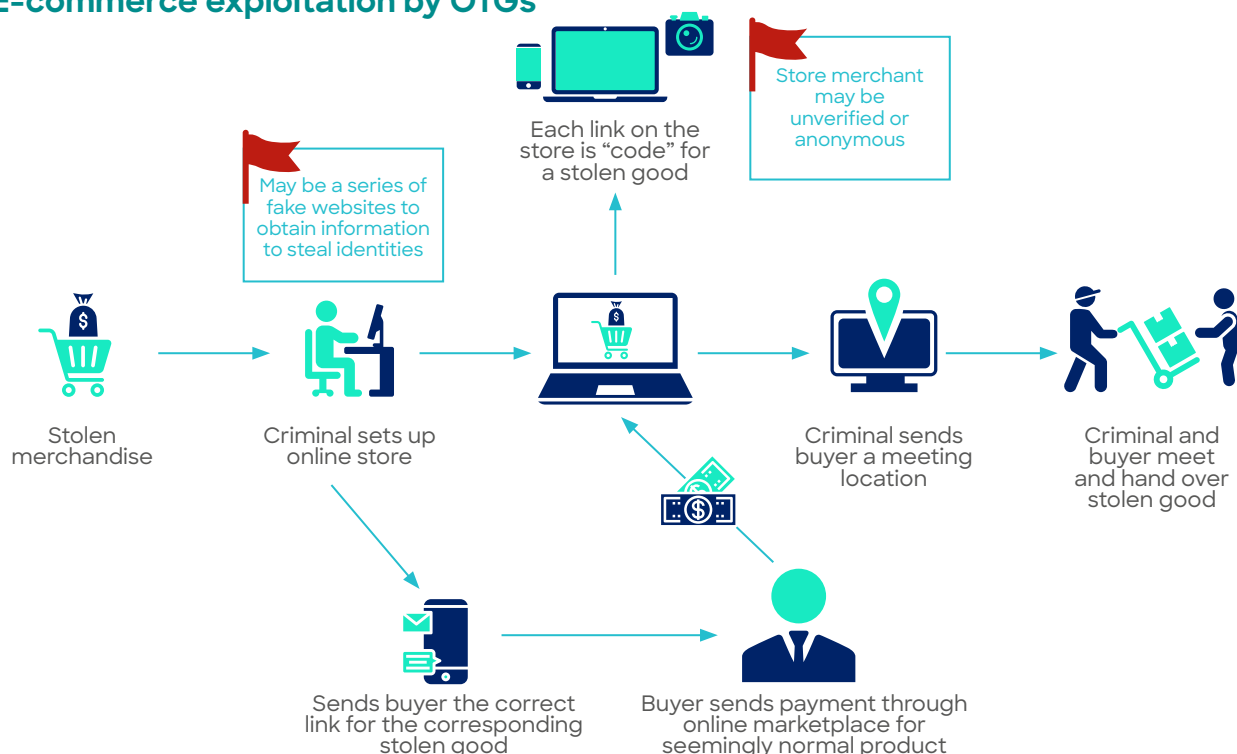 E-commerce exploitation by OTGs
Store merchant
may be
unverified or
anonymous
Each link on the
store is “code” for
a stolen good
May be a series of
fake websites to
obtain information
to steal identities
$
$
Stolen
merchandise
Criminal sets up
online store
Criminal sends
buyer a meeting
location
Criminal and
buyer meet
and hand over
stolen good
$
Sends buyer the correct
link for the corresponding
stolen good
Buyer sends payment through
online marketplace for
seemingly normal product